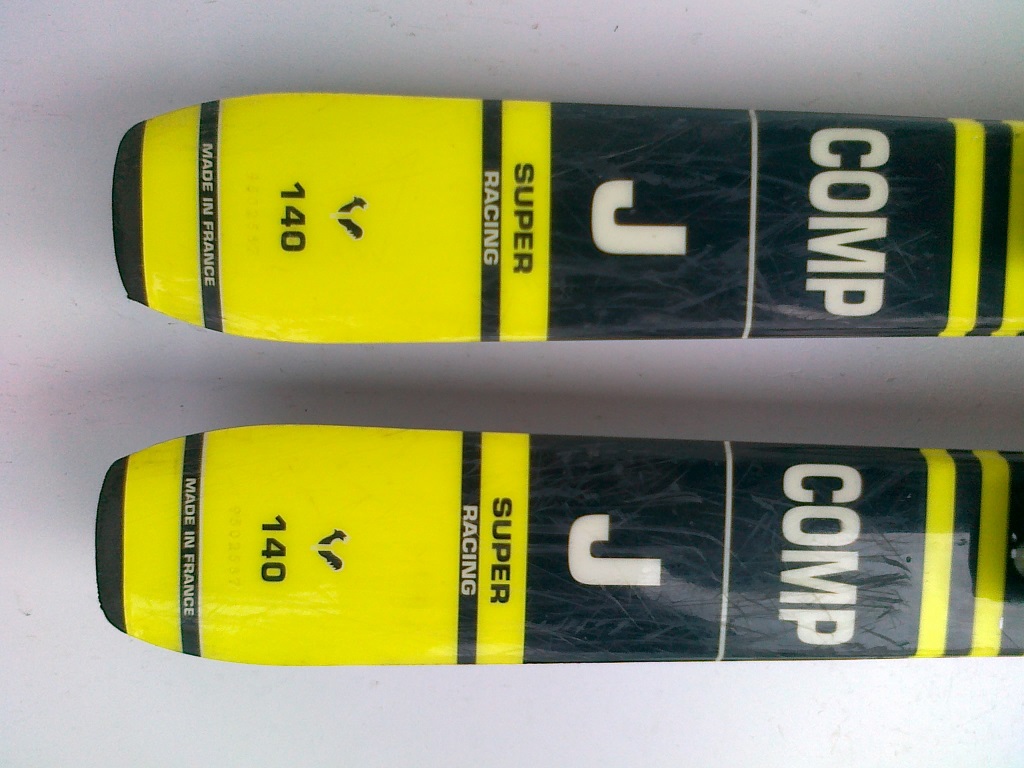 MADE IN FRANCE
140
RACING
SUPER
J
COMP
MADE IN FRANCE
140
RACING
SUPER
J
COMP